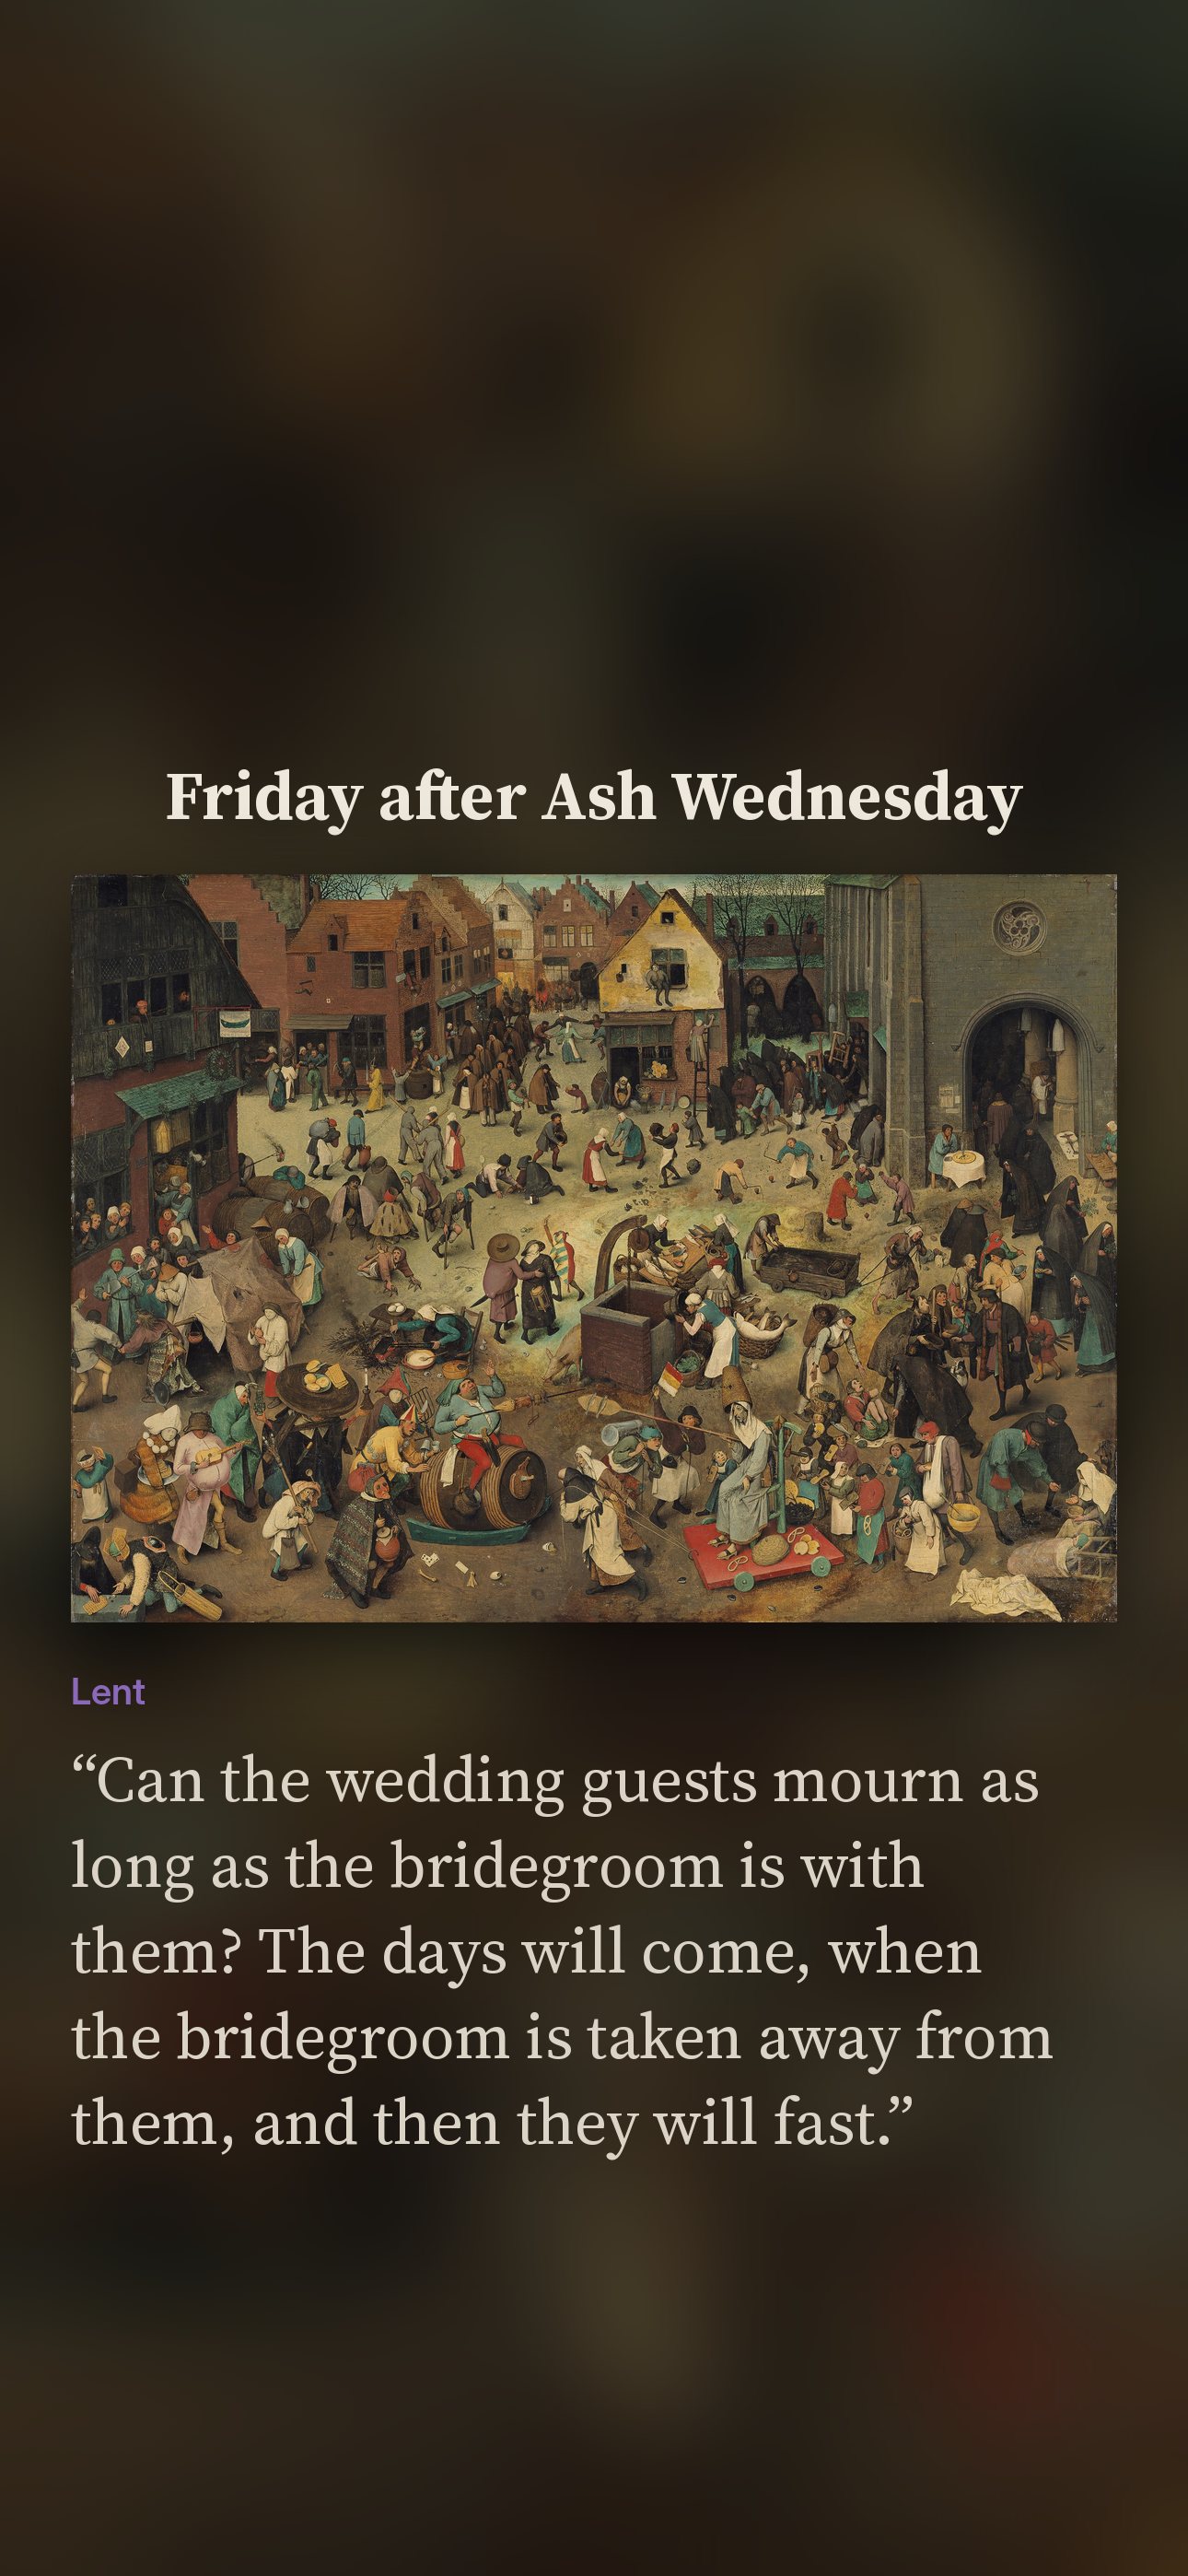 Friday after Ash Wednesday
Lent
“Can the wedding guests mourn as
long as the bridegroom is with
them? The days will come, when
the bridegroom is taken away from
them, and then they will fast.”